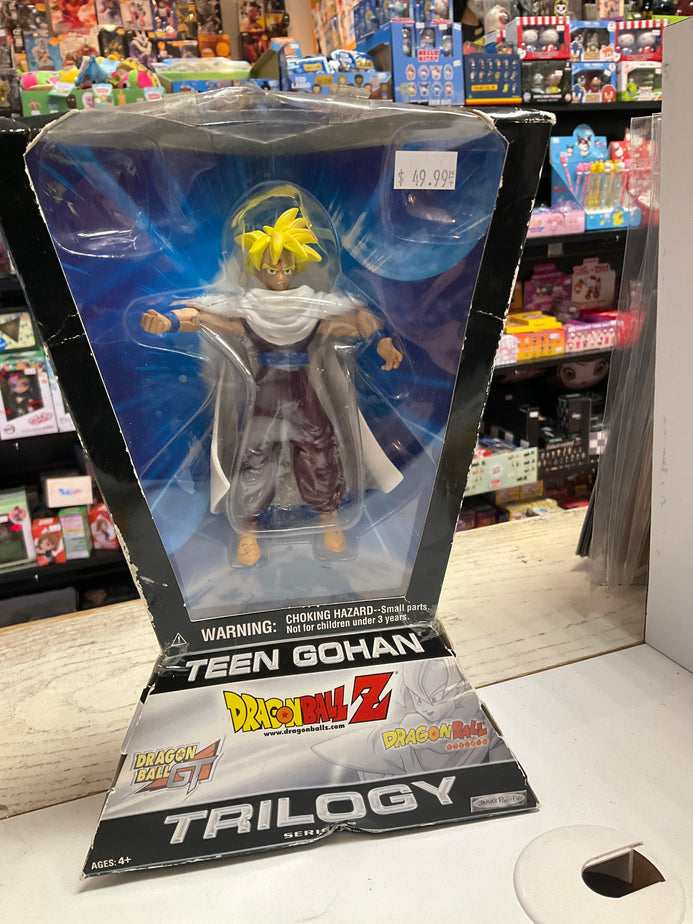 $ 49.99
WARNING: CHOKING HAZARD--Small parts.
Not for children under 3 years.
TEEN GOHAN
DRAGONBALL Z
www.dragonballz.com
DRAGON BALL GT
DRAGONBALL
TRILOGY
AGES: 4+